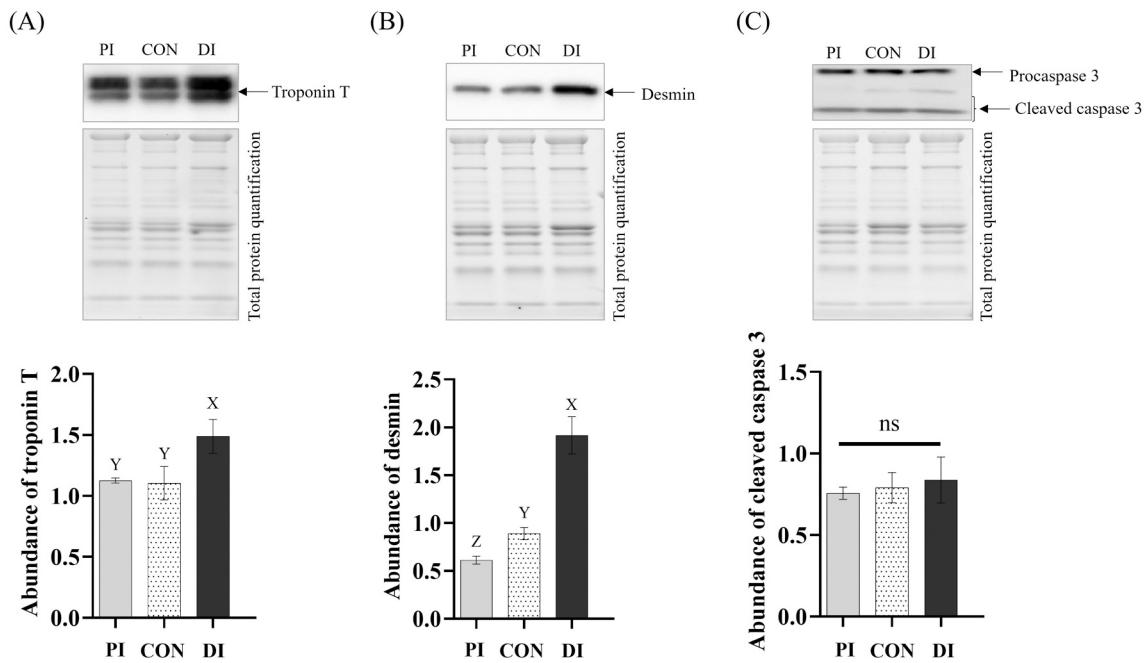 (A)
PI CON DI
Troponin T
Total protein quantification
Abundance of troponin T
2.0
1.5
1.0
0.5
0.0
Y Y X
PI CON DI
(B)
PI CON DI
Desmin
Total protein quantification
Abundance of desmin
2.5
2.0
1.5
1.0
0.5
0.0
Z Y X
PI CON DI
(C)
PI CON DI
Procaspase 3
Cleaved caspase 3
Total protein quantification
Abundance of cleaved caspase 3
1.5
1.0
0.5
0.0
ns
PI CON DI